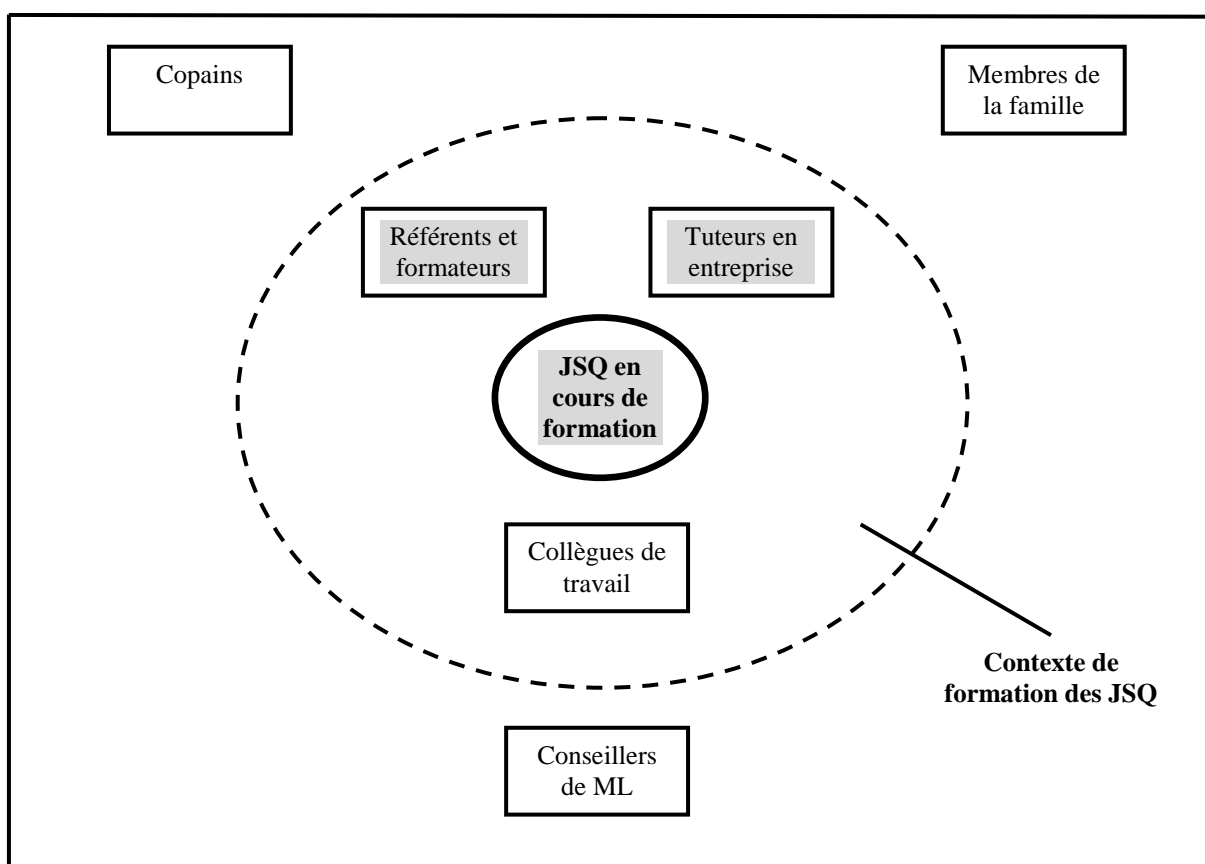 Copains
Membres de
la famille
Référents et
formateurs
Tuteurs en
entreprise
JSQ en
cours de
formation
Collègues de
travail
Contexte de
formation des JSQ
Conseillers
de ML